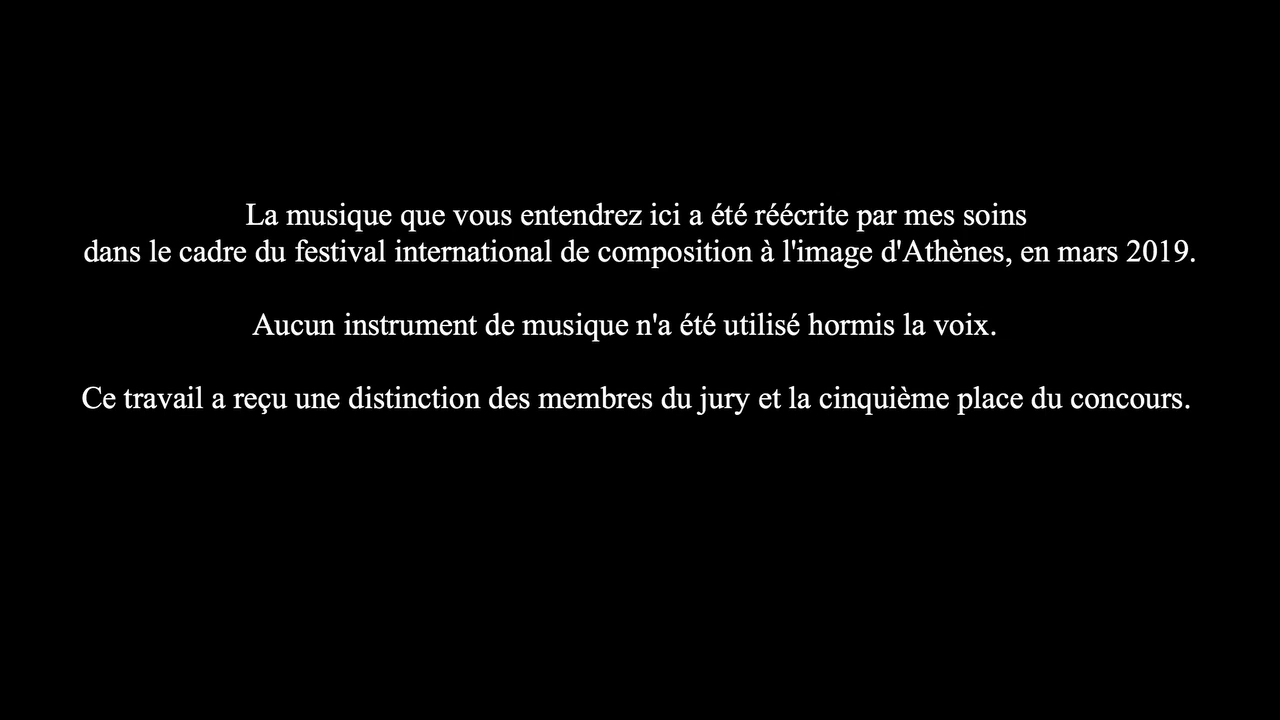 La musique que vous entendrez ici a été réécrite par mes soins
dans le cadre du festival international de composition à l'image d'Athènes, en mars 2019.
Aucun instrument de musique n'a été utilisé hormis la voix.
Ce travail a reçu une distinction des membres du jury et la cinquième place du concours.